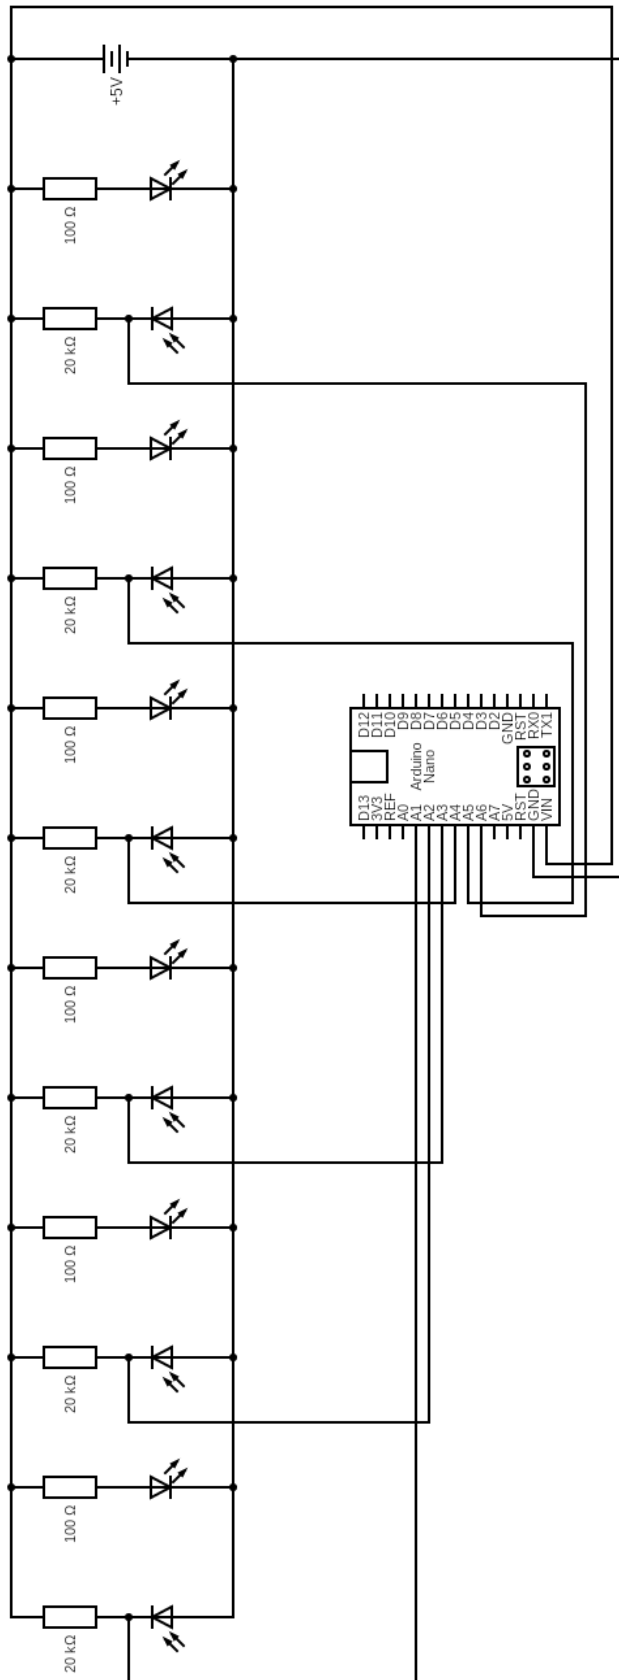 +5V
100 Ω
20 kΩ
100 Ω
20 kΩ
100 Ω
20 kΩ
100 Ω
20 kΩ
100 Ω
20 kΩ
100 Ω
20 kΩ
D12
D11
D10
D9
D8
D7
D6
D5
D4
D3
D2
GND
RST
RX0
TX1
Arduino
Nano
D13
3V3
REF
A0
A1
A2
A3
A4
A5
A6
A7
5V
RST
GND
VIN